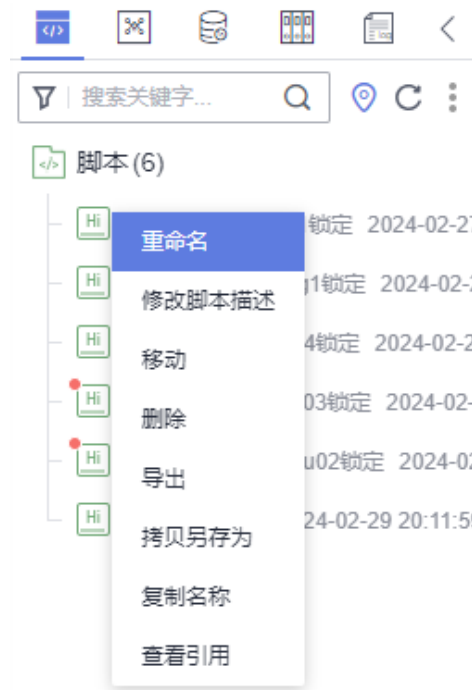 搜索关键字...
脚本 (6)
Hi 锁定 2024-02-27
重命名
Hi 1锁定 2024-02-
修改脚本描述
Hi 4锁定 2024-02-2
移动
Hi 03锁定 2024-02-
删除
Hi u02锁定 2024-02
导出
Hi 24-02-29 20:11:5
拷贝另存为
复制名称
查看引用